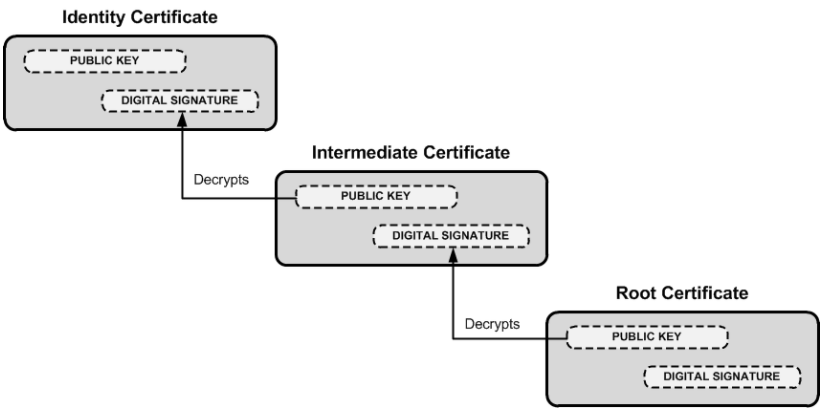 Identity Certificate
PUBLIC KEY
DIGITAL SIGNATURE
Decrypts
Intermediate Certificate
PUBLIC KEY
DIGITAL SIGNATURE
Decrypts
Root Certificate
PUBLIC KEY
DIGITAL SIGNATURE